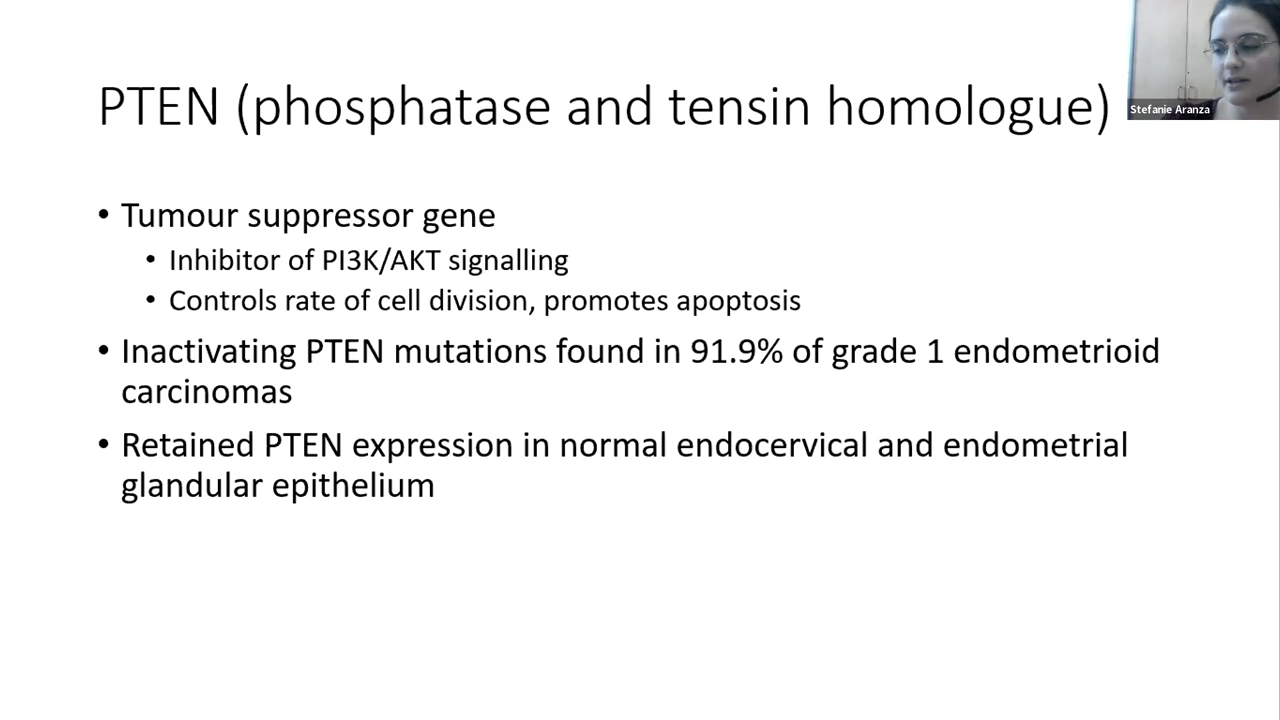 PTEN (phosphatase and tensin homologue)
Stefanie Aranza
• Tumour suppressor gene
• Inhibitor of PI3K/AKT signalling
• Controls rate of cell division, promotes apoptosis
• Inactivating PTEN mutations found in 91.9% of grade 1 endometrioid
carcinomas
• Retained PTEN expression in normal endocervical and endometrial
glandular epithelium